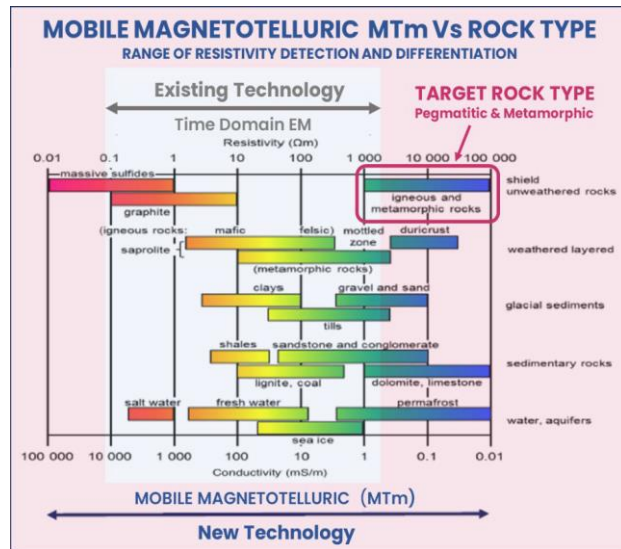 MOBILE MAGNETOTELLURIC MTm Vs ROCK TYPE
RANGE OF RESISTIVITY DETECTION AND DIFFERENTIATION
Existing Technology
Time Domain EM
TARGET ROCK TYPE
Pegmatitic & Metamorphic
Resistivity (Ωm)
0.01 0.1 1 10 100 1 000 10 000 100 000
massive sulfides
shield
unweathered rocks
igneous and
metamorphic rocks
graphite
(igneous rocks: mafic felsic) mottled
zone
duricrust
saprolite
weathered layered
(metamorphic rocks)
clays gravel and sand
glacial sediments
tills
shales sandstone and conglomerate
sedimentary rocks
lignite, coal dolomite, limestone
salt water fresh water permafrost
water, aquifers
sea ice
100 000 10 000 1 000 100 10 1 0.1 0.01
Conductivity (mS/m)
MOBILE MAGNETOTELLURIC (MTm)
New Technology